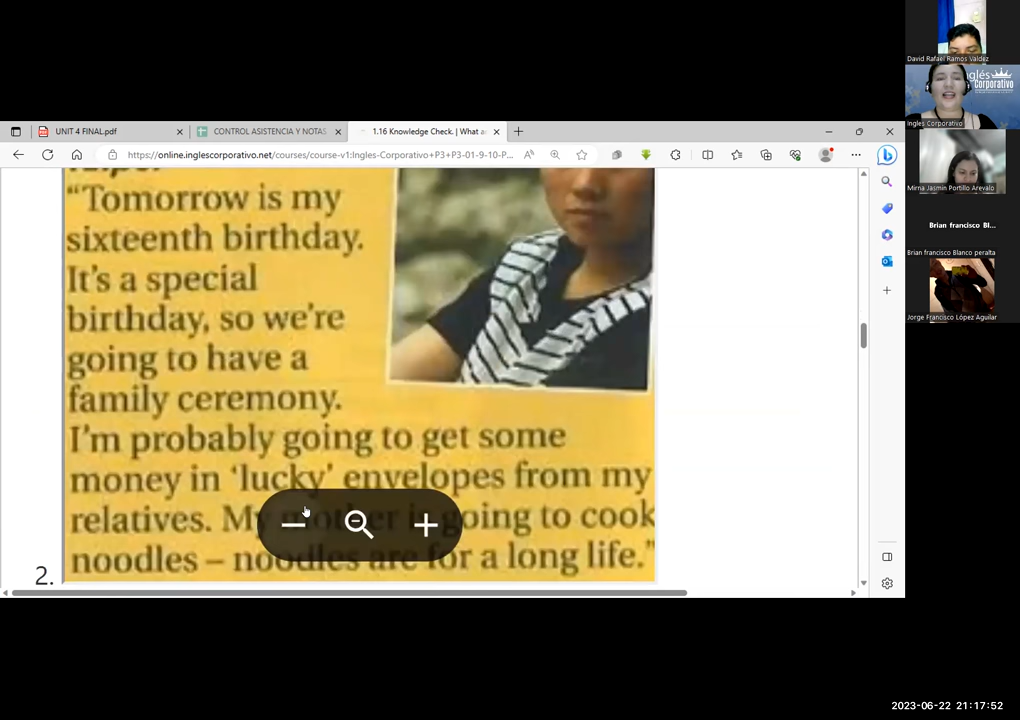 David Rafael Ramos Valdez
Inglés Corporativo
Inglés Corporativo
UNIT 4 FINAL.pdf
CONTROL ASISTENCIA Y NOTAS
1.16 Knowledge Check. | What a
https://online.inglescorporativo.net/courses/course-v1:Ingles-Corporativo+P3+P3-01-9-10-P...
Mirna Jasmin Portillo Arevalo
Brian francisco Bl...
Brian francisco Blanco peralta
Jorge Francisco López Aguilar
"Tomorrow is my
sixteenth birthday.
It's a special
birthday, so we're
going to have a
family ceremony.
I'm probably going to get some
money in 'lucky' envelopes from my
relatives. My mother is going to cook
noodles – noodles are for a long life."
2.
2023-06-22 21:17:52